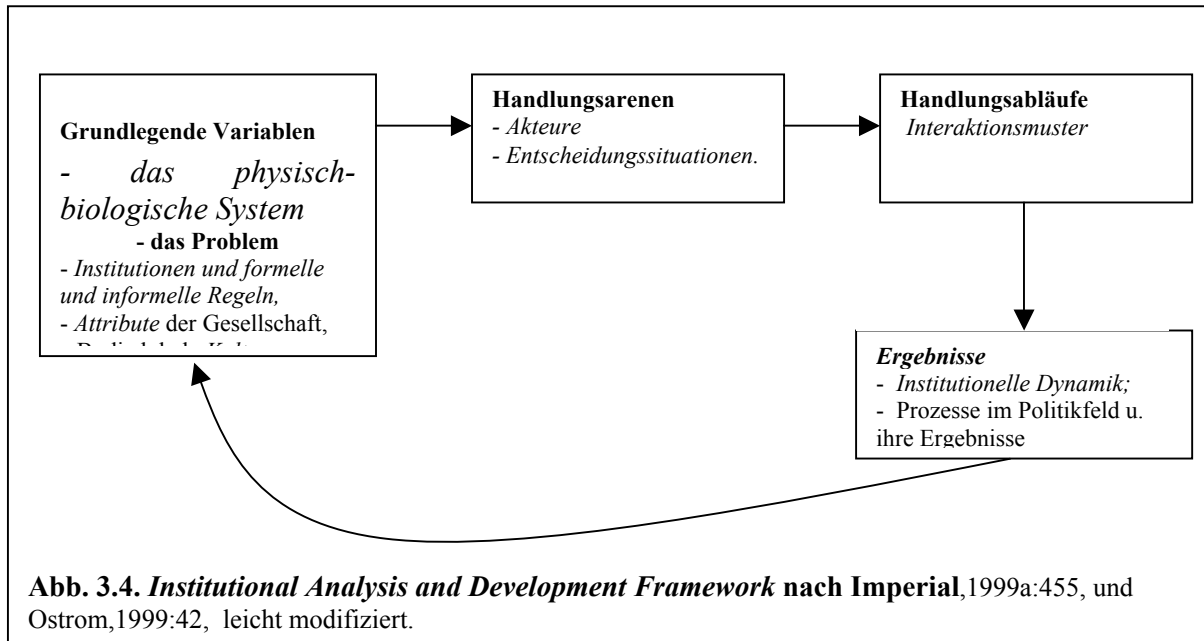 Grundlegende Variablen
- das physisch-
biologische System
- das Problem
- Institutionen und formelle
und informelle Regeln,
- Attribute der Gesellschaft,
Handlungsarenen
- Akteure
- Entscheidungssituationen.
Handlungsabläufe
Interaktionsmuster
Ergebnisse
- Institutionelle Dynamik;
- Prozesse im Politikfeld u.
ihre Ergebnisse
Abb. 3.4. Institutional Analysis and Development Framework nach Imperial,1999a:455, und
Ostrom,1999:42, leicht modifiziert.